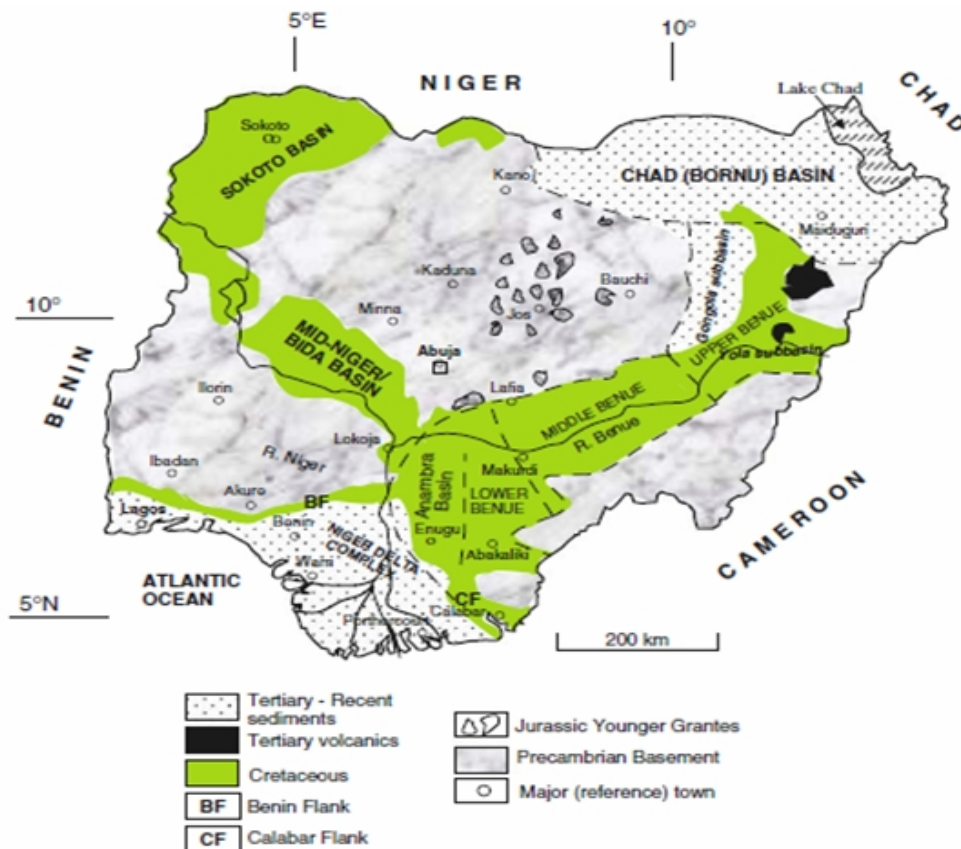 5°E
10°
NIGER
CHAD
Lake Chad
Sokoto
SOKOTO BASIN
Kano
CHAD (BORNU) BASIN
Maiduguri
Gongola subbasin
Kaduna
Bauchi
Jos
Minna
10°
MID-NIGER/
BIDA BASIN
Abuja
UPPER BENUE
Yola subbasin
BENIN
Ilorin
Lafia
MIDDLE BENUE
R. Benue
Lokoja
Makurdi
Ibadan
R. Niger
Anambra
Basin
LOWER
BENUE
Akure
BF
Lagos
Benin
Enugu
Abakaliki
NIGER DELTA
COMPLEX
Warri
CAMEROON
ATLANTIC
OCEAN
CF
Calabar
5°N
Portharcourt
200 km
Tertiary - Recent
sediments
Tertiary volcanics
Cretaceous
BF Benin Flank
CF Calabar Flank
Jurassic Younger Grantes
Precambrian Basement
Major (reference) town